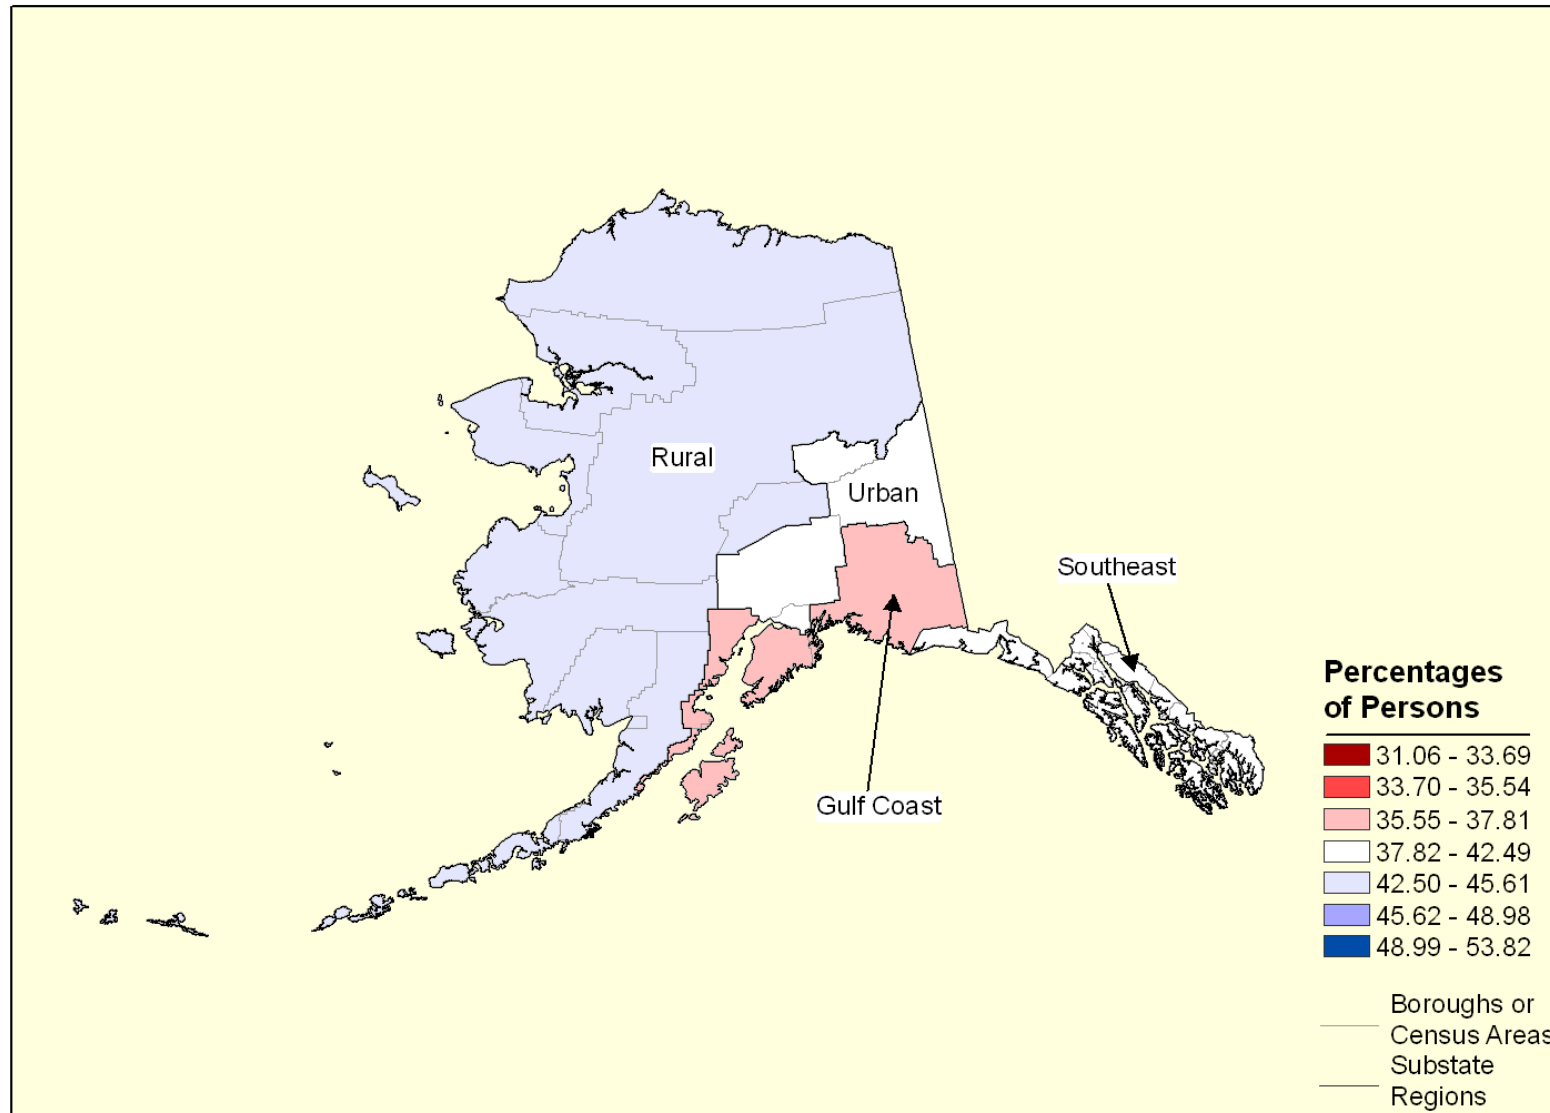 Rural
Urban
Southeast
Gulf Coast
Percentages
of Persons
31.06 - 33.69
33.70 - 35.54
35.55 - 37.81
37.82 - 42.49
42.50 - 45.61
45.62 - 48.98
48.99 - 53.82
Boroughs or
Census Areas
Substate
Regions